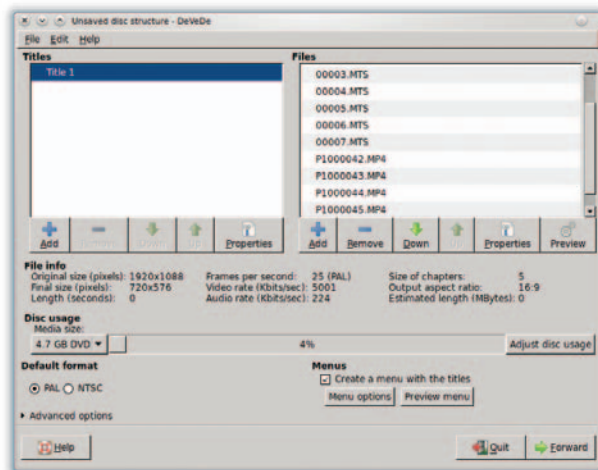 Unsaved disc structure - DeVeDe
File Edit Help
Titles
Title 1
Add Remove Down Up Properties
Files
00003.MTS
00004.MTS
00005.MTS
00006.MTS
00007.MTS
P1000042.MP4
P1000043.MP4
P1000044.MP4
P1000045.MP4
Add Remove Down Up Properties Preview
File info
Original size (pixels): 1920x1088 Frames per second: 25 (PAL) Size of chapters: 5
Final size (pixels): 720x576 Video rate (Kbits/sec): 5001 Output aspect ratio: 16:9
Length (seconds): 0 Audio rate (Kbits/sec): 224 Estimated length (MBytes): 0
Disc usage
Media size:
4.7 GB DVD 4% Adjust disc usage
Default format
PAL NTSC
Menus
Create a menu with the titles
Menu options Preview menu
Advanced options
Help Quit Forward